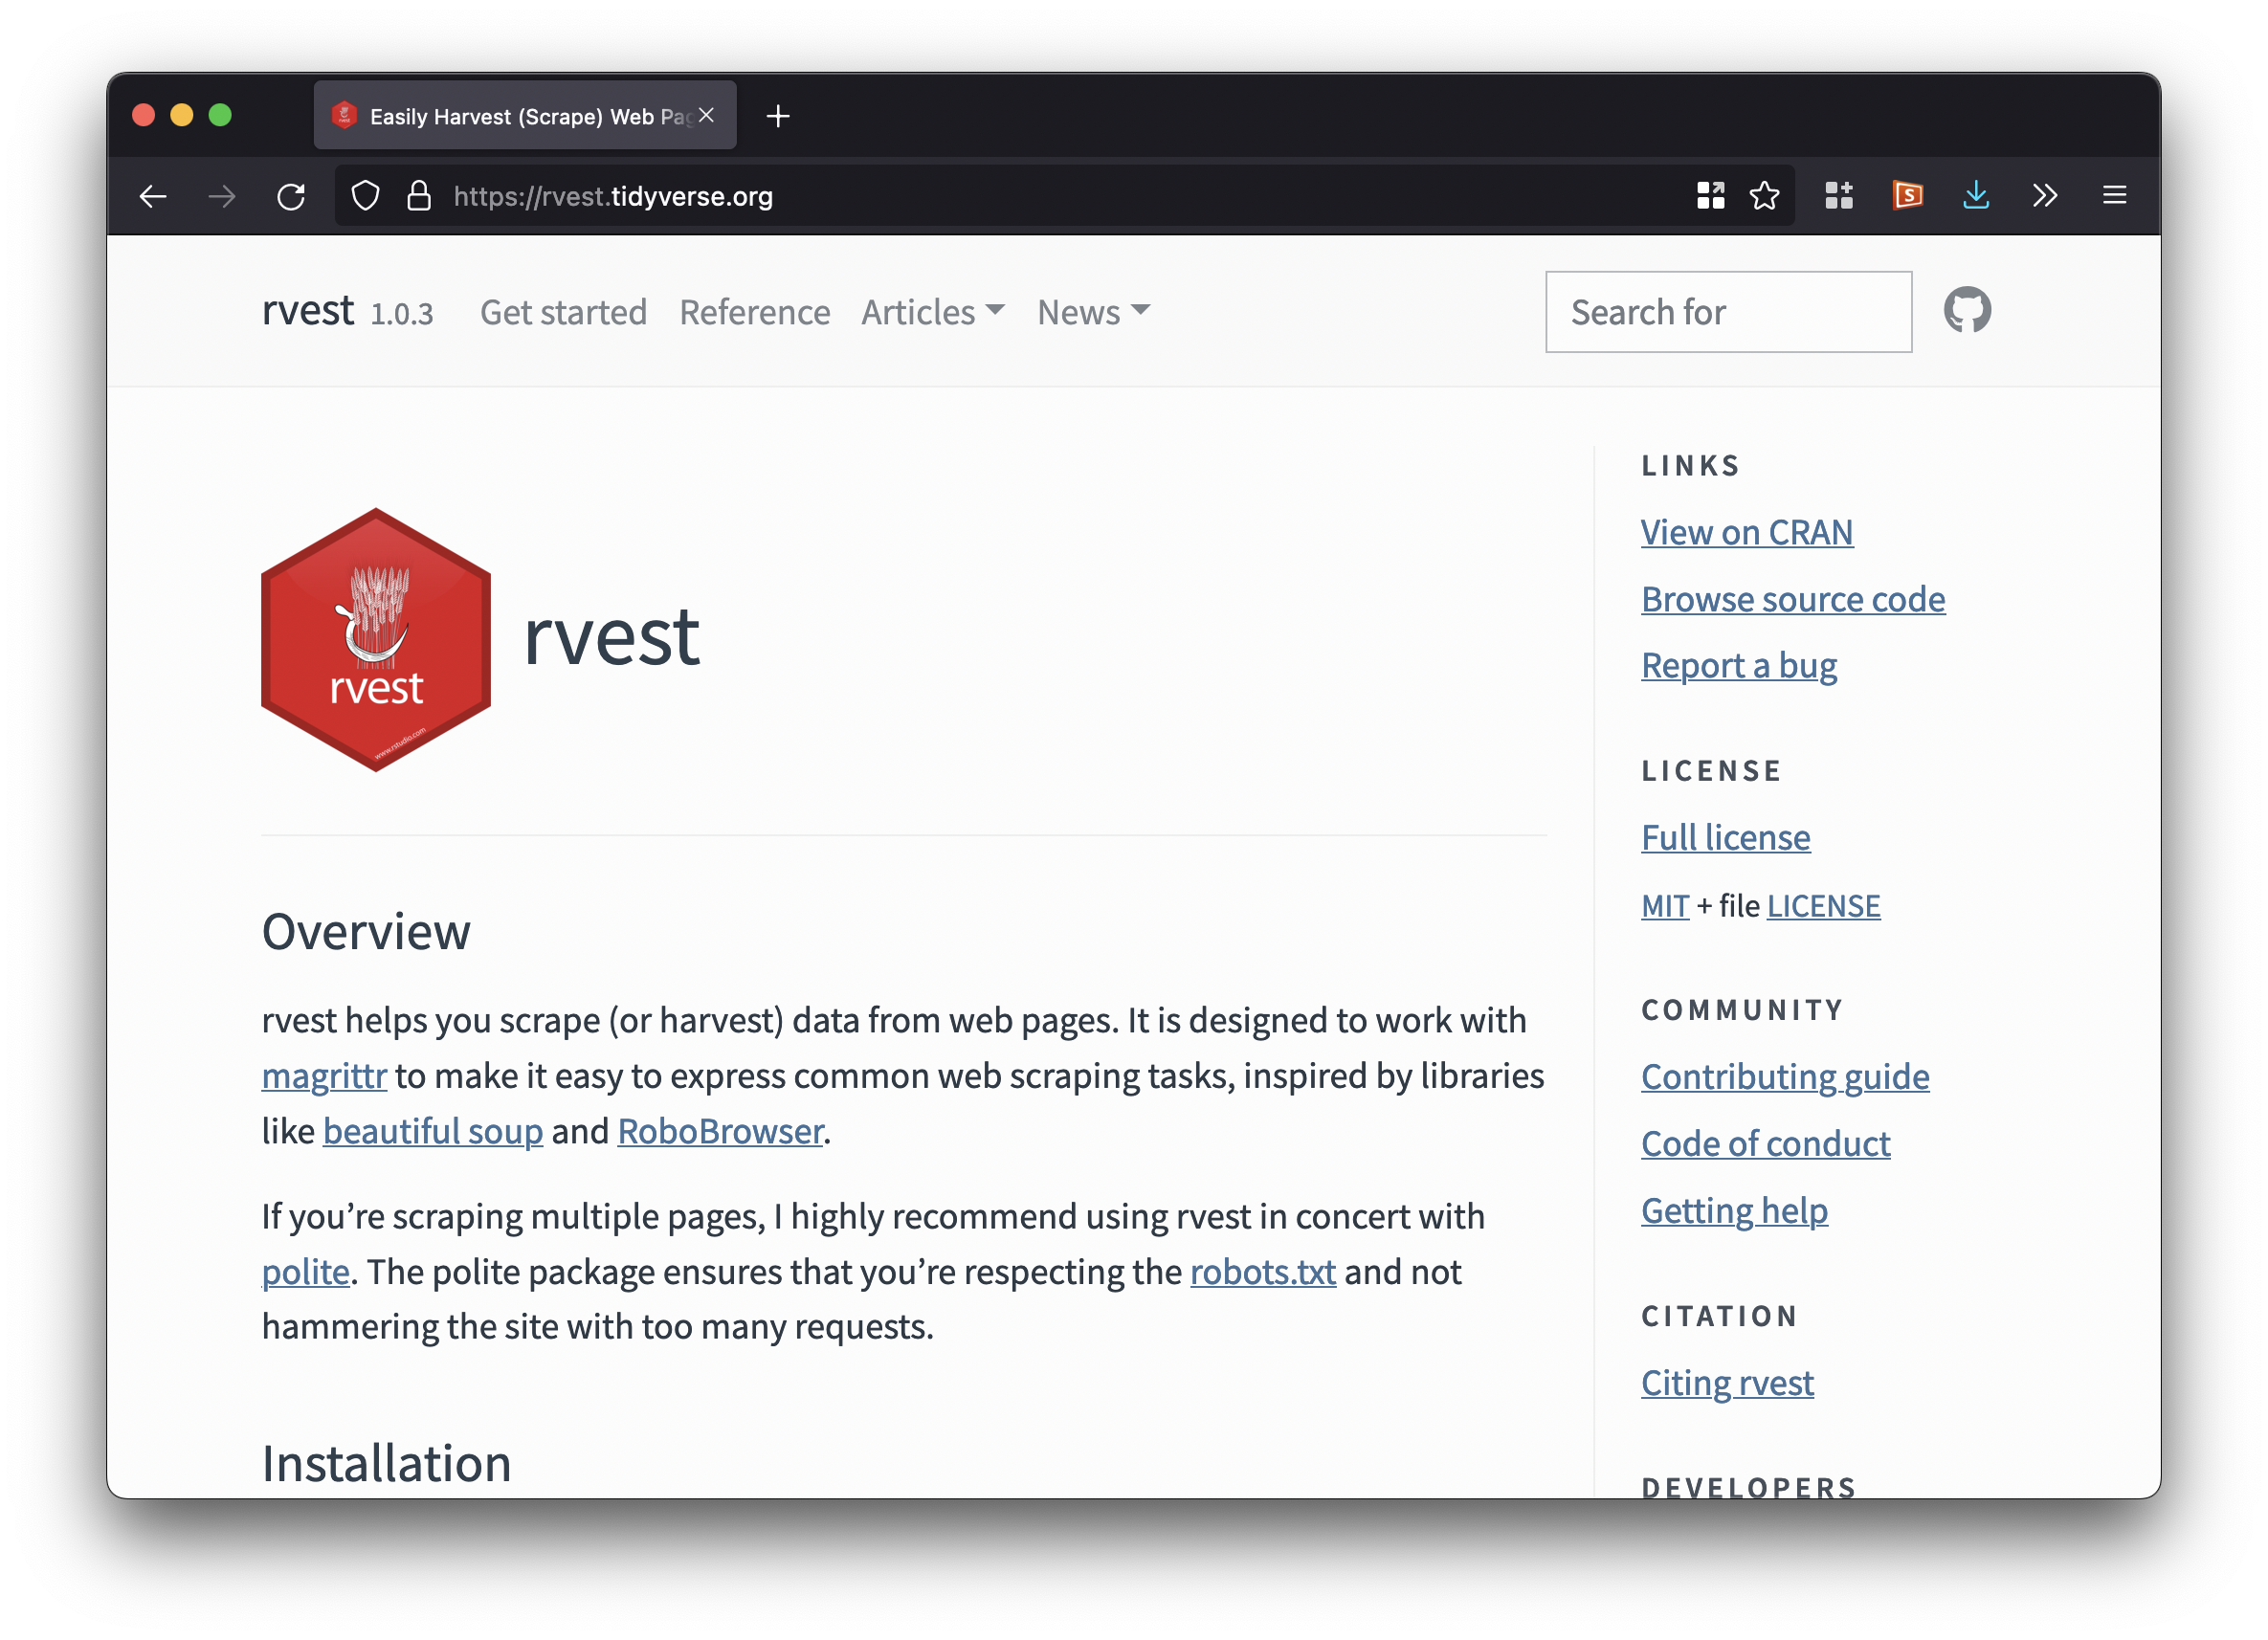 Easily Harvest (Scrape) Web Pag
https://rvest.tidyverse.org
rvest 1.0.3 Get started Reference Articles News Search for
rvest
www.rstudio.com
rvest
Overview
rvest helps you scrape (or harvest) data from web pages. It is designed to work with
magrittr to make it easy to express common web scraping tasks, inspired by libraries
like beautiful soup and RoboBrowser.
If you’re scraping multiple pages, I highly recommend using rvest in concert with
polite. The polite package ensures that you’re respecting the robots.txt and not
hammering the site with too many requests.
Installation
LINKS
View on CRAN
Browse source code
Report a bug
LICENSE
Full license
MIT + file LICENSE
COMMUNITY
Contributing guide
Code of conduct
Getting help
CITATION
Citing rvest
DEVELOPERS